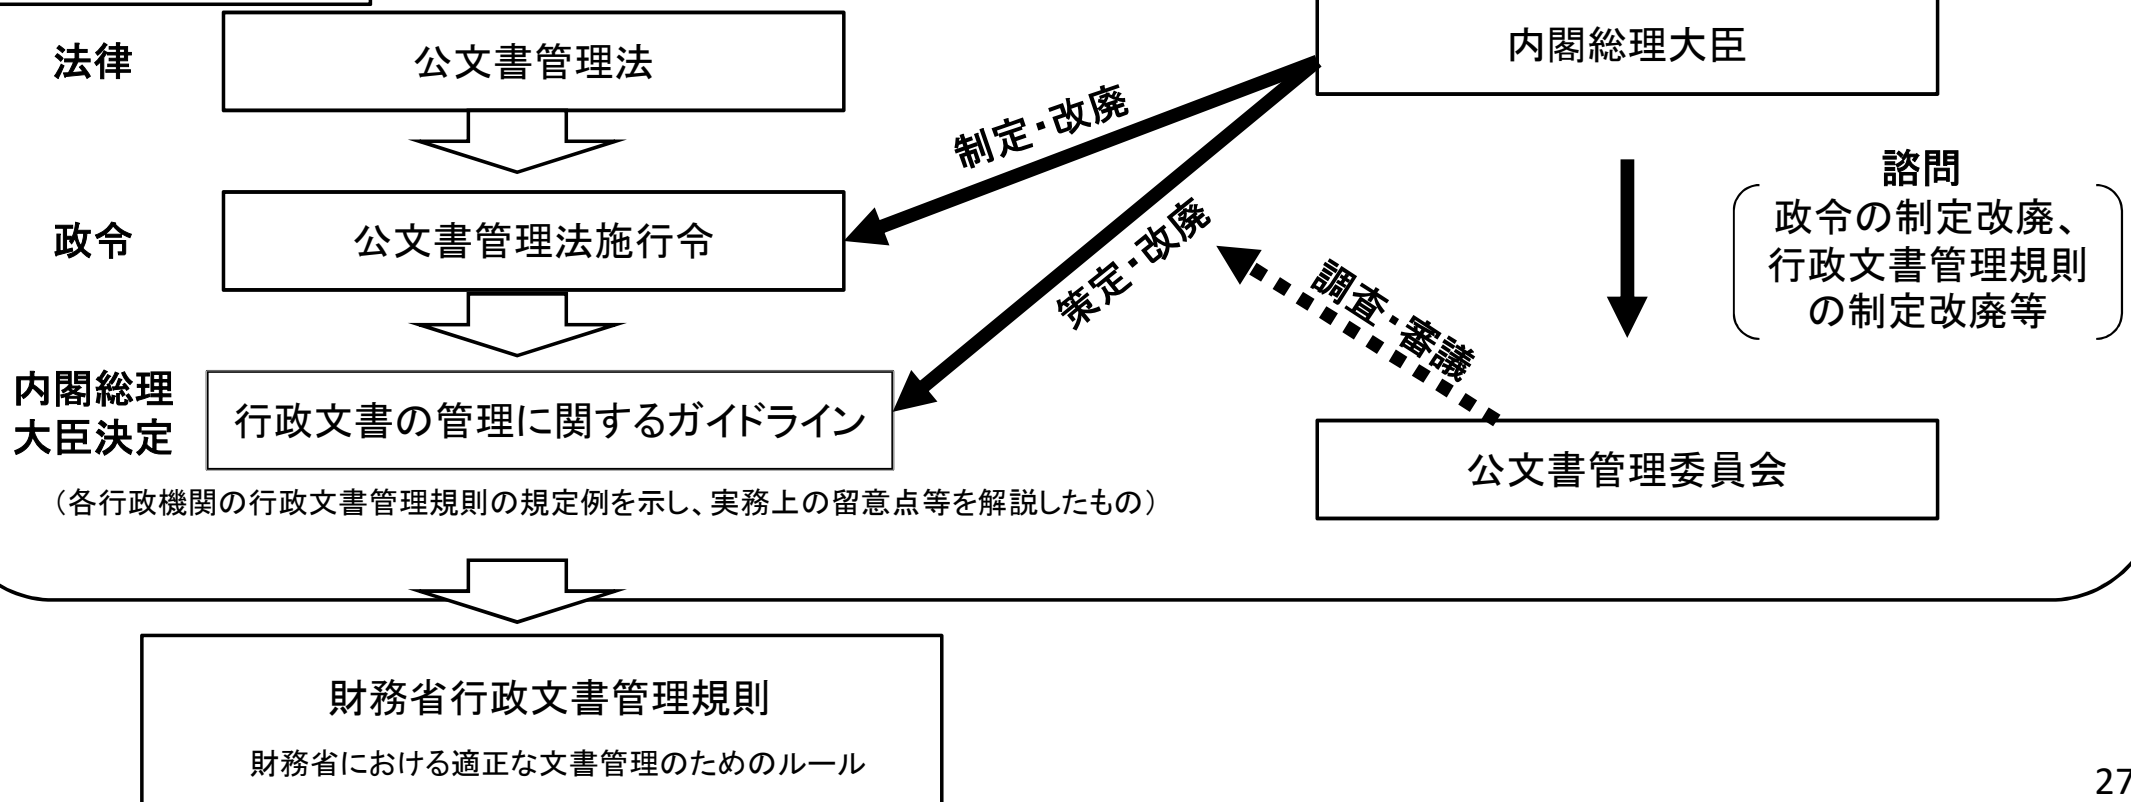 法律
公文書管理法
内閣総理大臣
制定・改廃
諮問
政令の制定改廃、
行政文書管理規則
の制定改廃等
政令
公文書管理法施行令
策定・改廃
調査・審議
内閣総理
大臣決定
行政文書の管理に関するガイドライン
公文書管理委員会
（各行政機関の行政文書管理規則の規定例を示し、実務上の留意点等を解説したもの）
財務省行政文書管理規則
財務省における適正な文書管理のためのルール
27